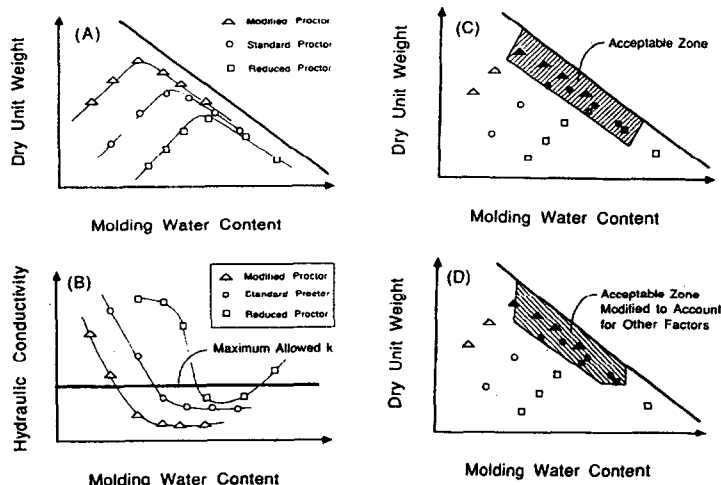 (A)
Modified Proctor
Standard Proctor
Reduced Proctor
Dry Unit Weight
Molding Water Content
(C)
Acceptable Zone
Dry Unit Weight
Molding Water Content
(B)
Modified Proctor
Standard Proctor
Reduced Proctor
Maximum Allowed k
Hydraulic Conductivity
Molding Water Content
(D)
Acceptable Zone
Modified to Account
for Other Factors
Dry Unit Weight
Molding Water Content